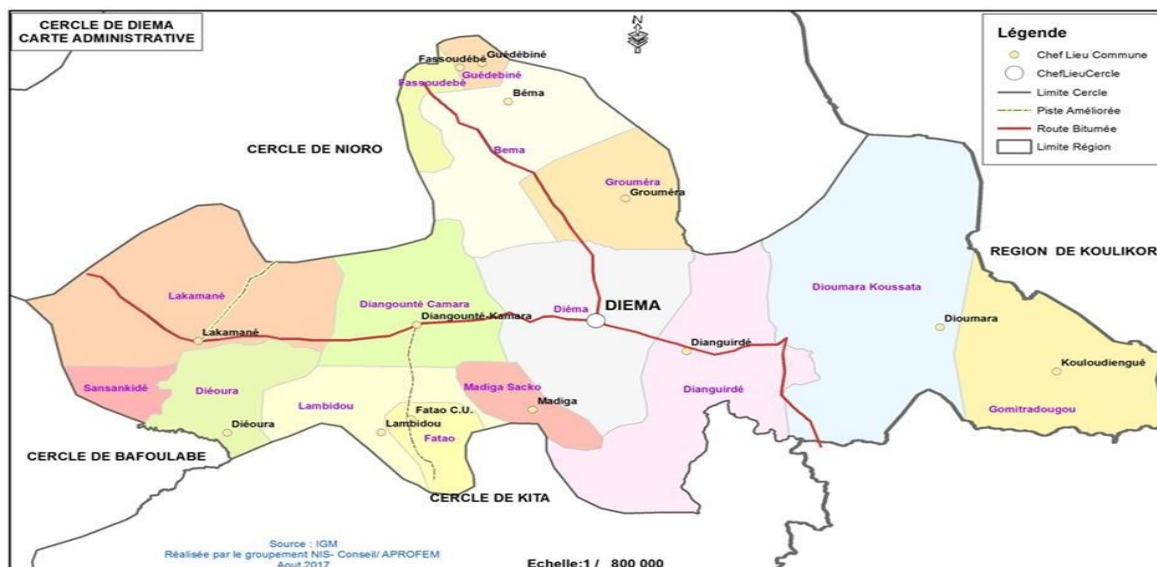 CERCLE DE DIEMA
CARTE ADMINISTRATIVE
N
Légende
Chef Lieu Commune
ChefLieuCercle
Limite Cercle
Piste Améliorée
Route Bitumée
Limite Région
Guédébiné
Fassoudébé
Guédebiné
Fassoudebé
Béma
CERCLE DE NIORO
Bema
Grouméra
Grouméra
REGION DE KOULIKOR
Lakamané
Diangounté Camara
Diangounté-Kamara
Diéma
DIEMA
Dioumara Koussata
Dioumara
Lakamané
Dianguirdé
Kouloudiengué
Sansankidé
Diéoura
Madiga Sacko
Dianguirdé
Lambidou
Madiga
Gomitradougou
Fatao C.U.
Diéoura
Lambidou
Fatao
CERCLE DE BAFOULABE
CERCLE DE KITA
Source : IGM
Réalisée par le groupement NIS- Conseil/ APROFEM
Aout 2017
Echelle:1 / 800 000